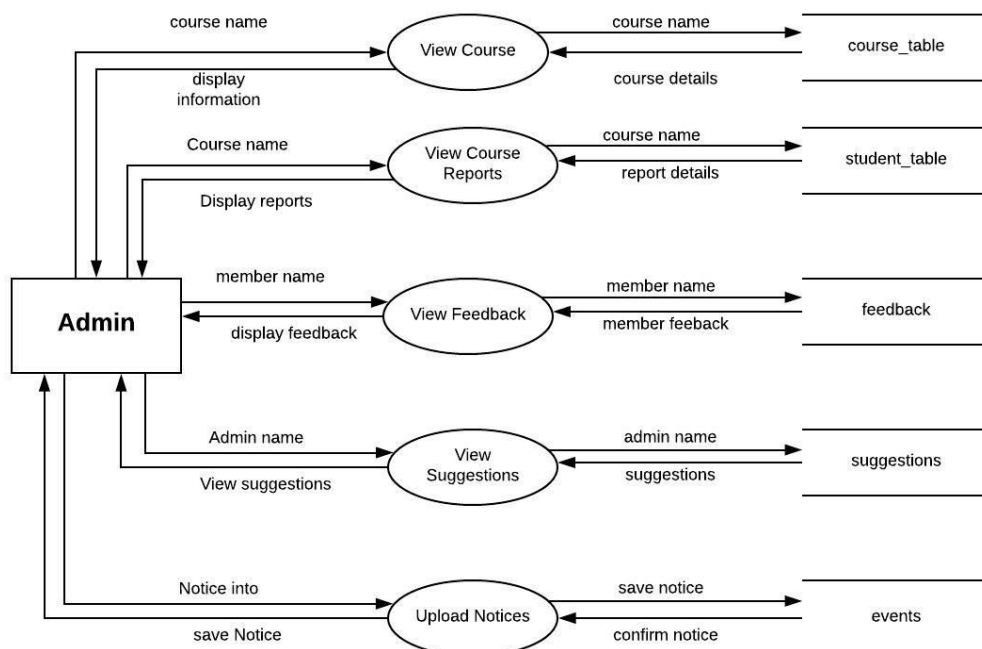 course name
View Course
course name
course_table
display
information
course details
Course name
View Course
Reports
course name
student_table
Display reports
report details
Admin
member name
View Feedback
member name
feedback
display feedback
member feeback
Admin name
View
Suggestions
admin name
suggestions
View suggestions
suggestions
Notice into
Upload Notices
save notice
events
save Notice
confirm notice